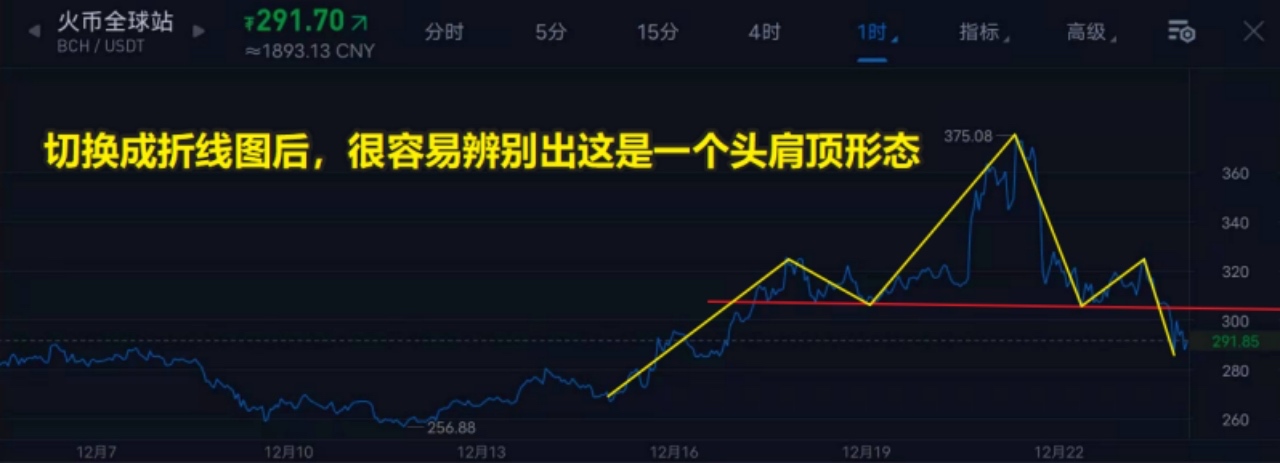 火币全球站
BCH / USDT
₮291.70↗
≈1893.13 CNY
分时
5分
15分
4时
1时
指标
高级
切换成折线图后，很容易辨别出这是一个头肩顶形态
375.08
360
340
320
300
291.85
280
260
256.88
12月7
12月10
12月13
12月16
12月19
12月22